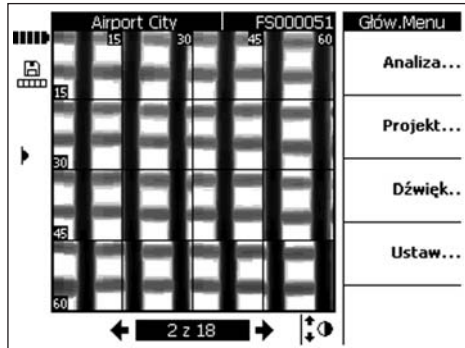 Airport City FS000051 Głów.Menu
15 30 45 60
Analiza...
15
Projekt...
30
Dźwięk..
45
Ustaw...
60
2 z 18